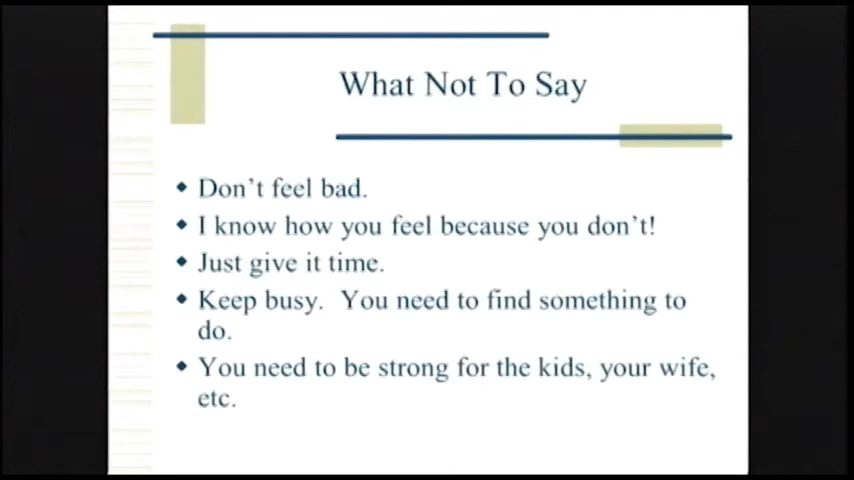 What Not To Say
Don't feel bad.
I know how you feel because you don't!
Just give it time.
Keep busy.  You need to find something to
do.
You need to be strong for the kids, your wife,
etc.